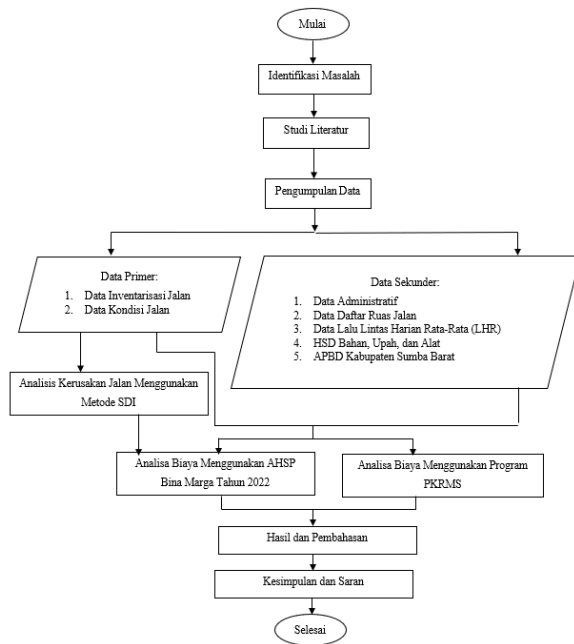 Mulai
Identifikasi Masalah
Studi Literatur
Pengumpulan Data
Data Primer:
1. Data Inventarisasi Jalan
2. Data Kondisi Jalan
Data Sekunder:
1. Data Administratif
2. Data Daftar Ruas Jalan
3. Data Lalu Lintas Harian Rata-Rata (LHR)
4. HSD Bahan, Upah, dan Alat
5. APBD Kabupaten Sumba Barat
Analisis Kerusakan Jalan Menggunakan
Metode SDI
Analisa Biaya Menggunakan AHSP
Bina Marga Tahun 2022
Analisa Biaya Menggunakan Program
PKRMS
Hasil dan Pembahasan
Kesimpulan dan Saran
Selesai